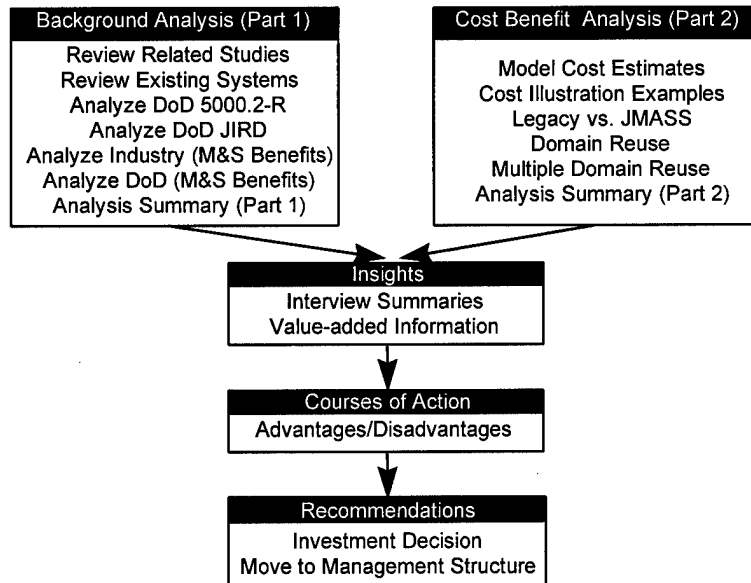 Background Analysis (Part 1)
Review Related Studies
Review Existing Systems
Analyze DoD 5000.2-R
Analyze DoD JIRD
Analyze Industry (M&S Benefits)
Analyze DoD (M&S Benefits)
Analysis Summary (Part 1)
Cost Benefit Analysis (Part 2)
Model Cost Estimates
Cost Illustration Examples
Legacy vs. JMASS
Domain Reuse
Multiple Domain Reuse
Analysis Summary (Part 2)
Insights
Interview Summaries
Value-added Information
Courses of Action
Advantages/Disadvantages
Recommendations
Investment Decision
Move to Management Structure